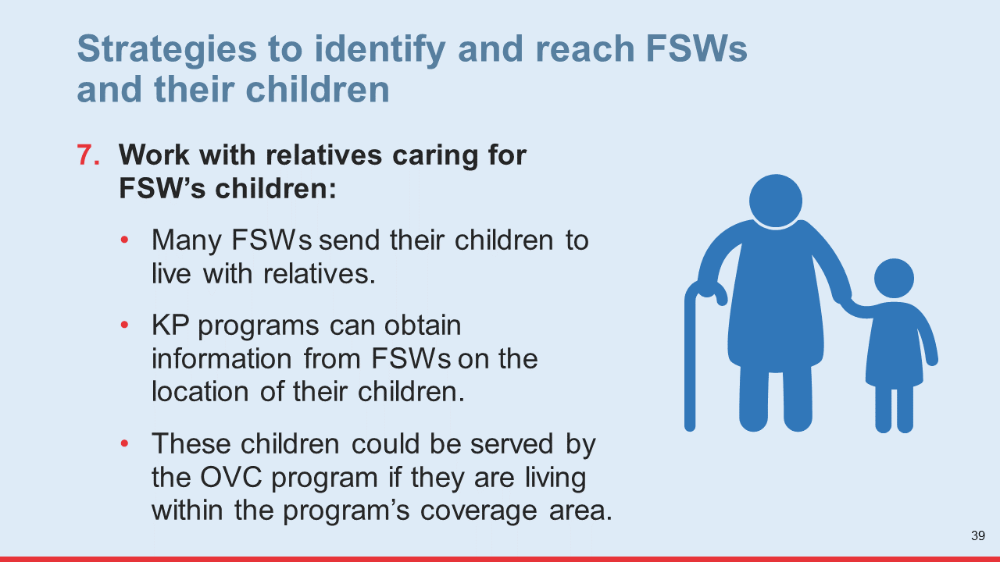 Strategies to identify and reach FSWs
and their children
7. Work with relatives caring for
FSW’s children:
• Many FSWs send their children to
live with relatives.
• KP programs can obtain
information from FSWs on the
location of their children.
• These children could be served by
the OVC program if they are living
within the program’s coverage area.
39